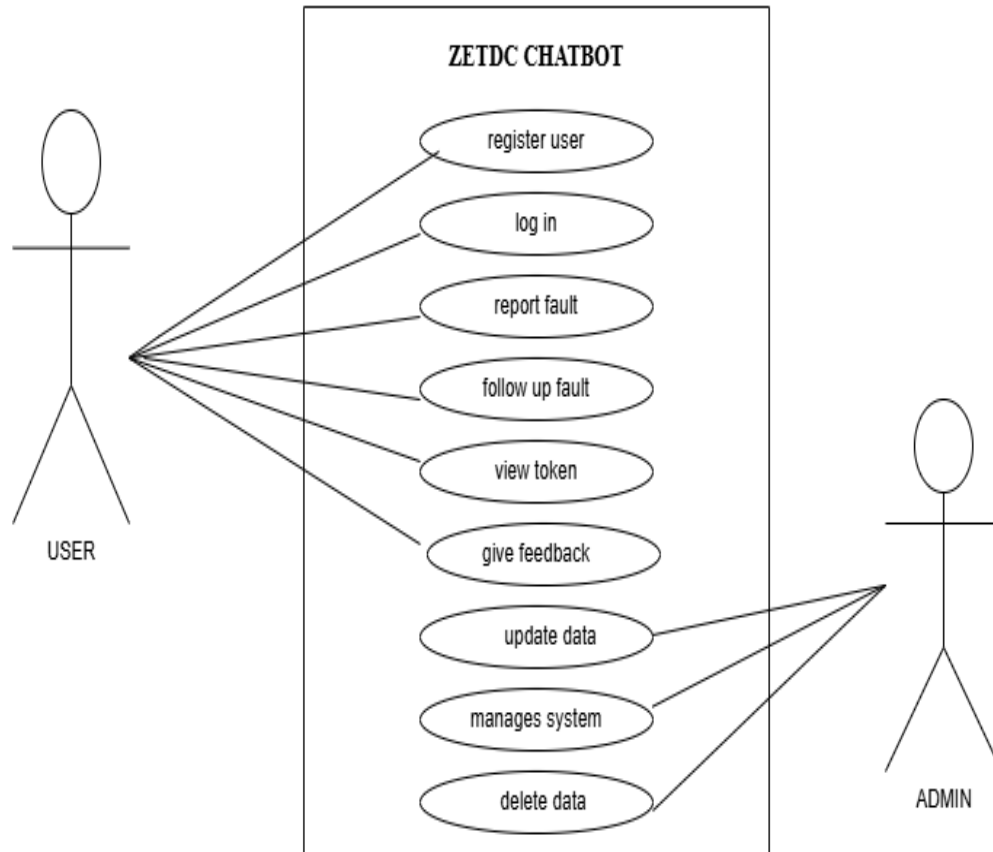 ZETDC CHATBOT
register user
log in
report fault
follow up fault
view token
USER
give feedback
update data
manages system
delete data
ADMIN